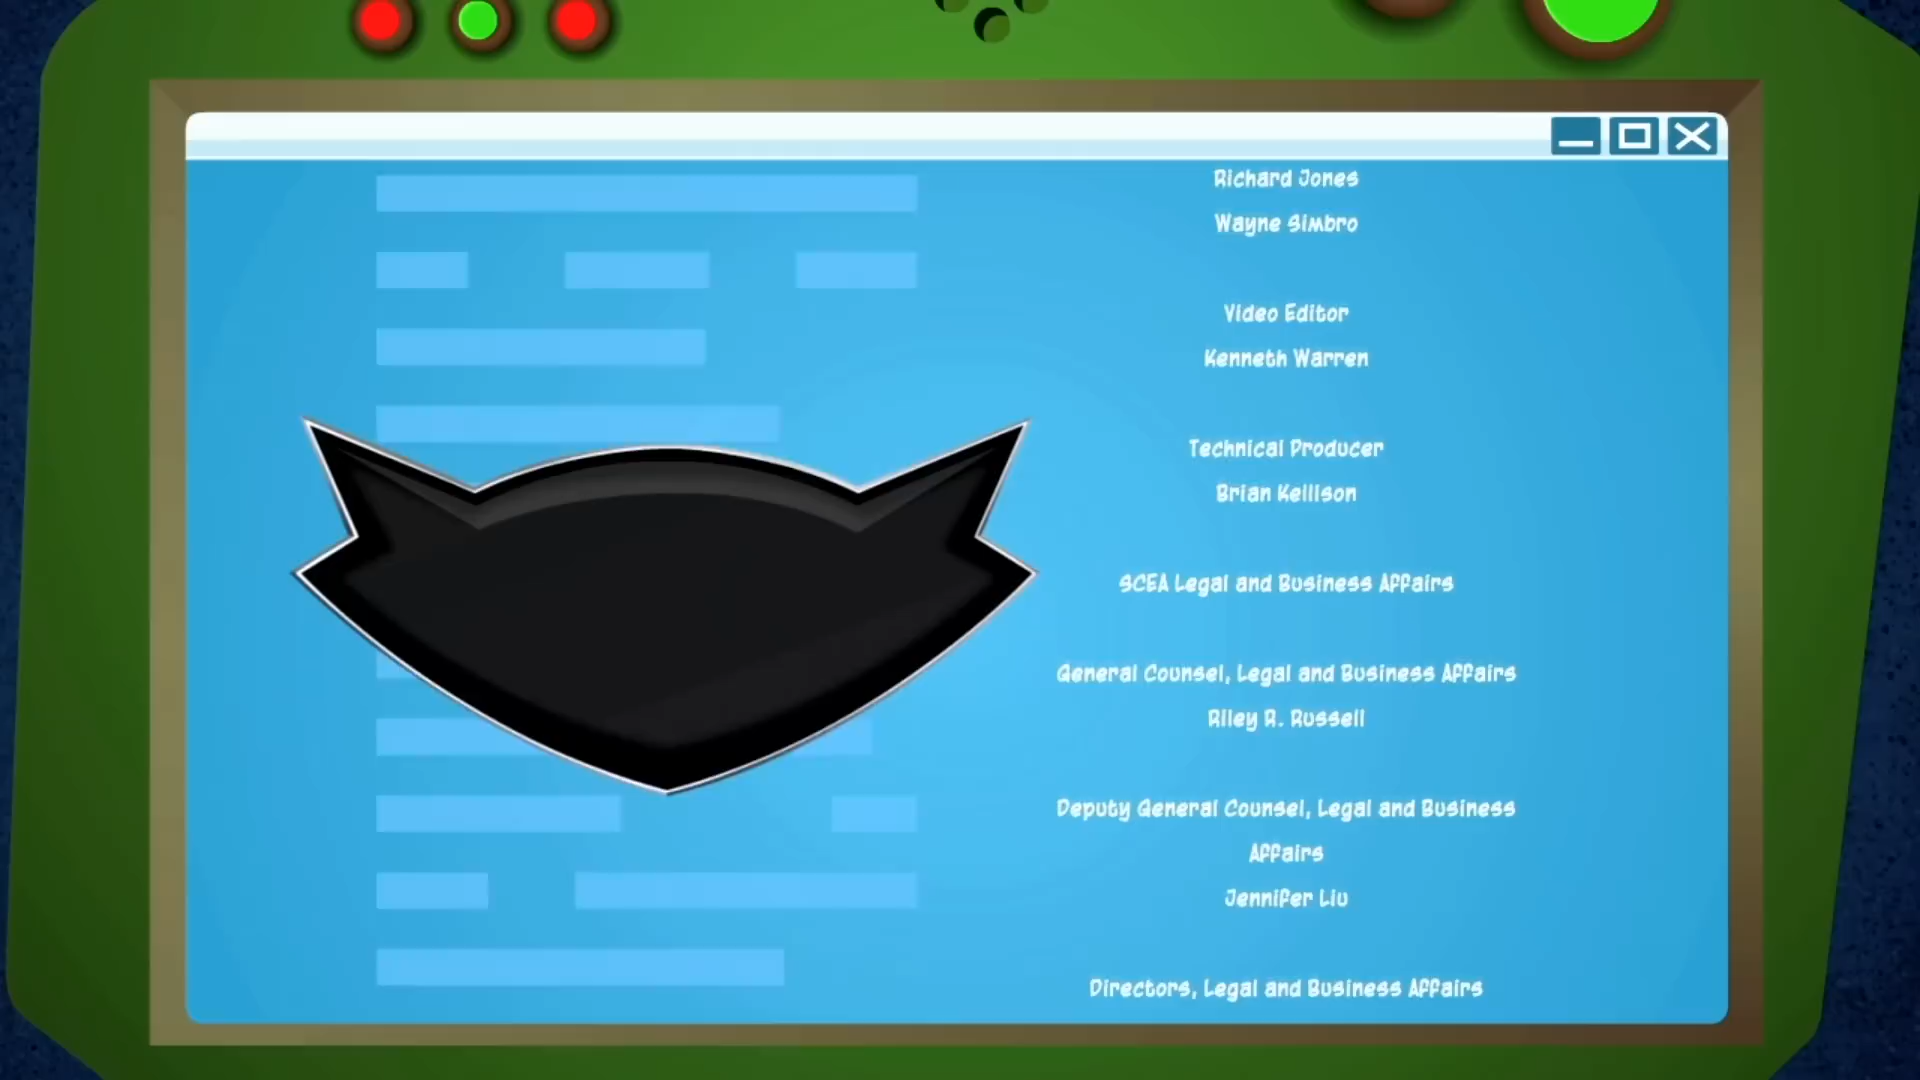 Richard Jones
Wayne Simbro
Video Editor
Kenneth Warren
Technical Producer
Brian Kellison
SCEA Legal and Business Affairs
General Counsel, Legal and Business Affairs
Riley R. Russell
Deputy General Counsel, Legal and Business
Affairs
Jennifer Liu
Directors, Legal and Business Affairs